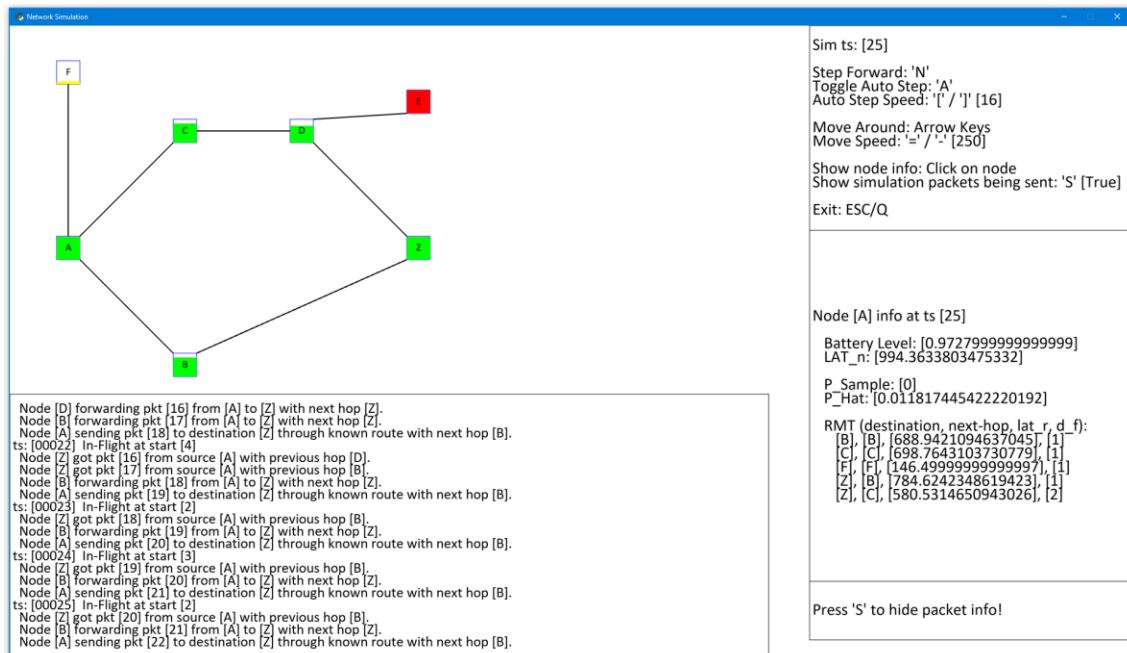 Network Simulation
F
E
C
D
A
Z
B
Sim ts: [25]
Step Forward: 'N'
Toggle Auto Step: 'A'
Auto Step Speed: '[' / ']' [16]
Move Around: Arrow Keys
Move Speed: '=' / '-' [250]
Show node info: Click on node
Show simulation packets being sent: 'S' [True]
Exit: ESC/Q
Node [A] info at ts [25]
Battery Level: [0.9727999999999999]
LAT_n: [994.3633803475332]
P_Sample: [0]
P_Hat: [0.011817445422220192]
RMT (destination, next-hop, lat_r, d_f):
[B], [B], [688.9421094637045], [1]
[C], [C], [698.7643103730779], [1]
[F], [F], [146.49999999999997], [1]
[Z], [B], [784.6242348619423], [1]
[Z], [C], [580.5314650943026], [2]
Press 'S' to hide packet info!
Node [D] forwarding pkt [16] from [A] to [Z] with next hop [Z].
Node [B] forwarding pkt [17] from [A] to [Z] with next hop [Z].
Node [A] sending pkt [18] to destination [Z] through known route with next hop [B].
ts: [00022] In-Flight at start [4]
Node [Z] got pkt [16] from source [A] with previous hop [D].
Node [Z] got pkt [17] from source [A] with previous hop [B].
Node [B] forwarding pkt [18] from [A] to [Z] with next hop [Z].
Node [A] sending pkt [19] to destination [Z] through known route with next hop [B].
ts: [00023] In-Flight at start [2]
Node [Z] got pkt [18] from source [A] with previous hop [B].
Node [B] forwarding pkt [19] from [A] to [Z] with next hop [Z].
Node [A] sending pkt [20] to destination [Z] through known route with next hop [B].
ts: [00024] In-Flight at start [3]
Node [Z] got pkt [19] from source [A] with previous hop [B].
Node [B] forwarding pkt [20] from [A] to [Z] with next hop [Z].
Node [A] sending pkt [21] to destination [Z] through known route with next hop [B].
ts: [00025] In-Flight at start [2]
Node [Z] got pkt [20] from source [A] with previous hop [B].
Node [B] forwarding pkt [21] from [A] to [Z] with next hop [Z].
Node [A] sending pkt [22] to destination [Z] through known route with next hop [B].